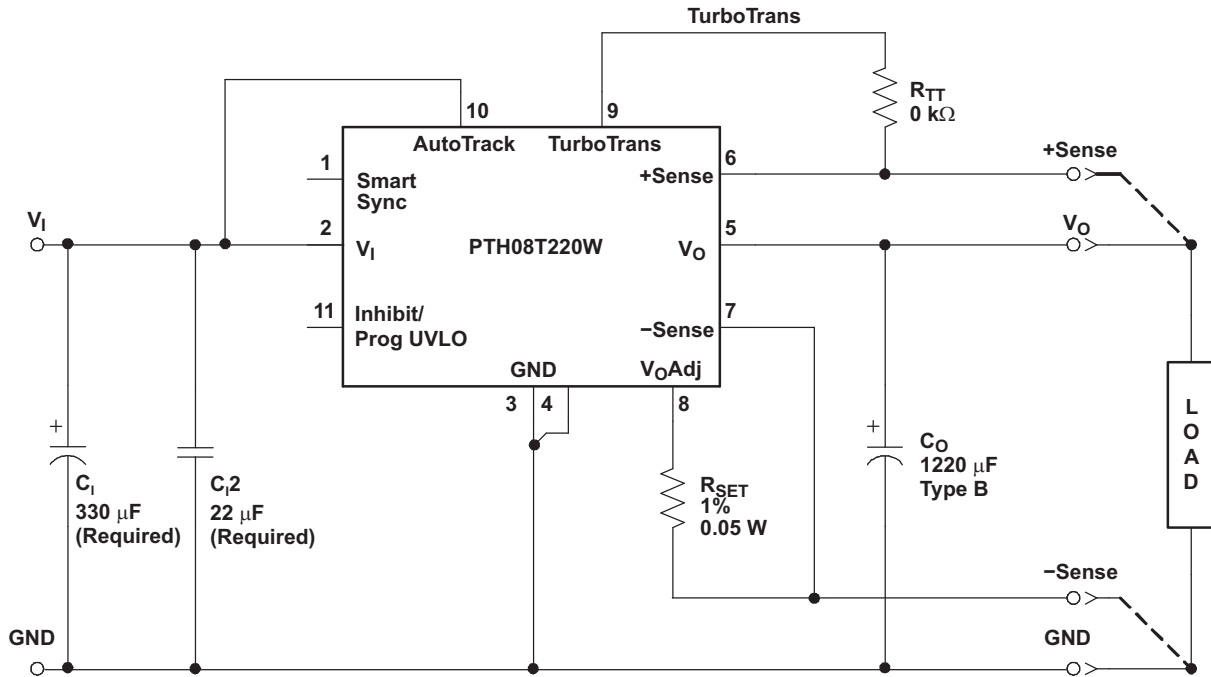 TurboTrans
R_TT
0 kΩ
10
9
AutoTrack
TurboTrans
1
Smart
Sync
6
+Sense
+Sense
V_I
2
V_I
PTH08T220W
5
V_O
V_O
11
Inhibit/
Prog UVLO
7
−Sense
GND
V_OAdj
3
4
8
+
C_I
330 μF
(Required)
C_I2
22 μF
(Required)
R_SET
1%
0.05 W
+
C_O
1220 μF
Type B
L
O
A
D
−Sense
GND
GND